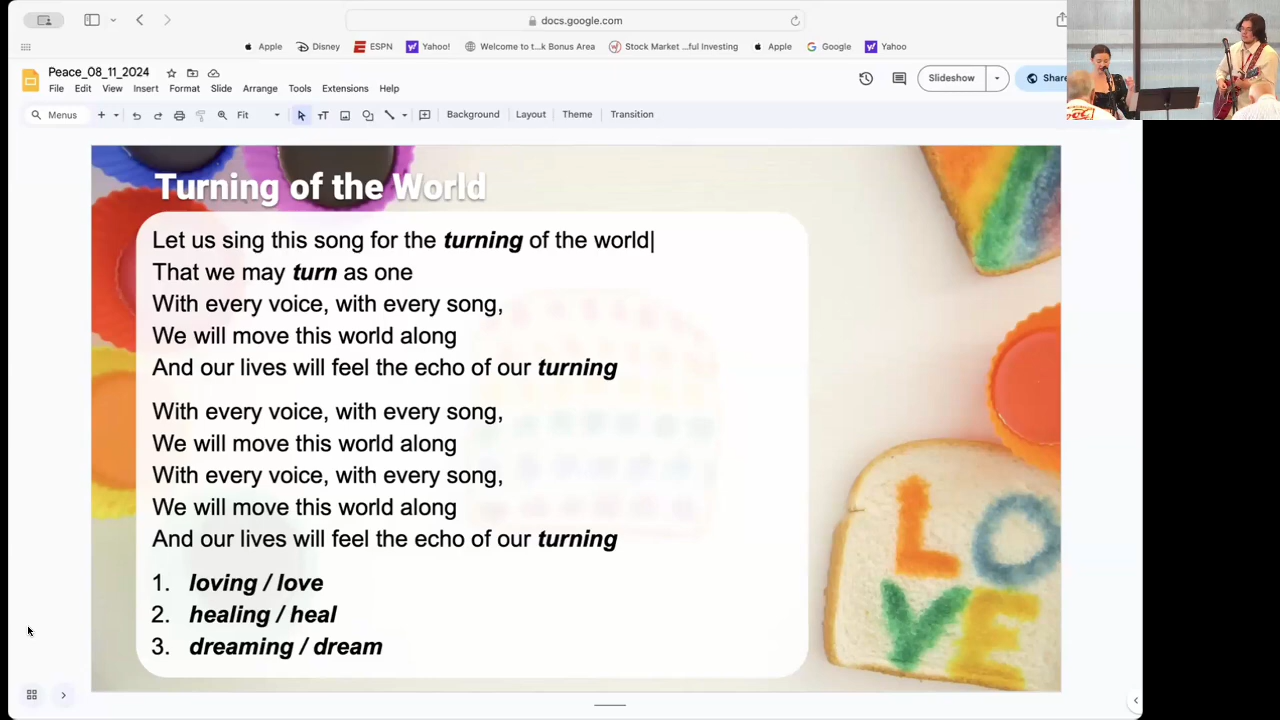 docs.google.com
Apple Disney ESPN Yahoo! Welcome to t...k Bonus Area Stock Market ...ful Investing Apple Google Yahoo
Peace_08_11_2024
Slideshow Share
File Edit View Insert Format Slide Arrange Tools Extensions Help
Menus Fit Background Layout Theme Transition
Turning of the World
Let us sing this song for the turning of the world
That we may turn as one
With every voice, with every song,
We will move this world along
And our lives will feel the echo of our turning
With every voice, with every song,
We will move this world along
With every voice, with every song,
We will move this world along
And our lives will feel the echo of our turning
1. loving / love
2. healing / heal
3. dreaming / dream
LO
VE